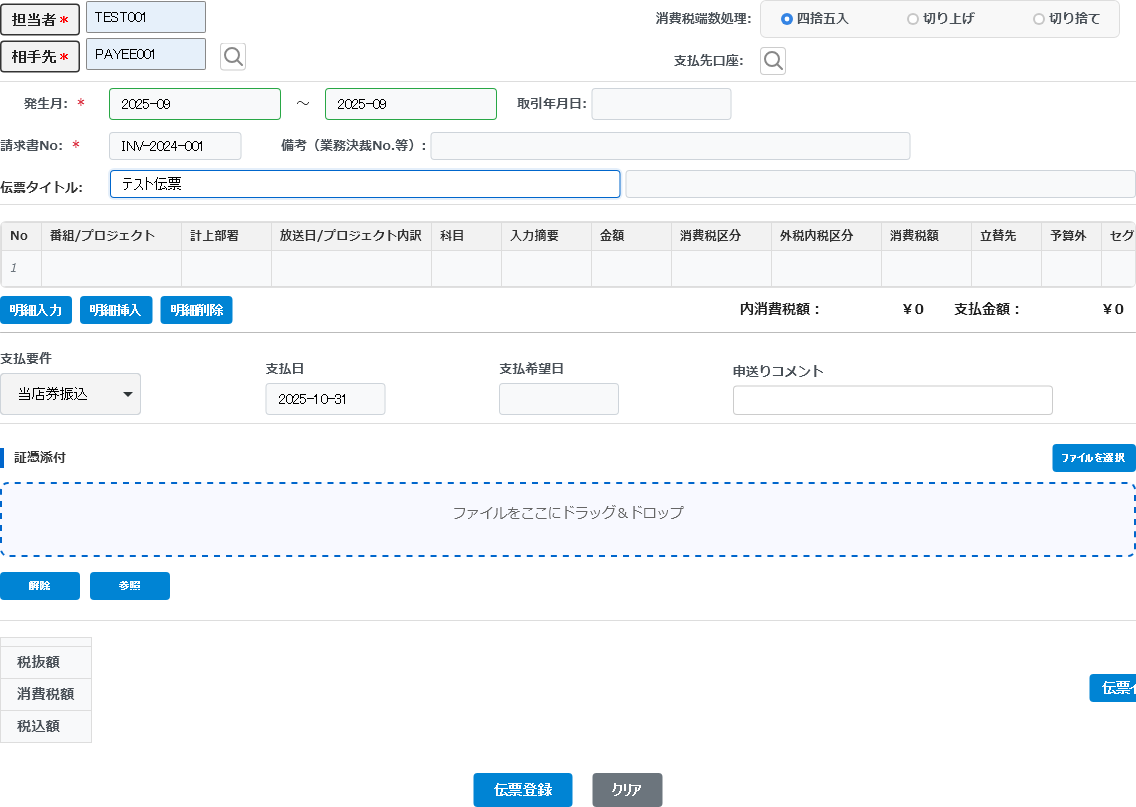 担当者* TEST001 消費税端数処理: 四捨五入 切り上げ 切り捨て
相手先* PAYEE001 支払先口座:
発生月: * 2025-09 ～ 2025-09 取引年月日:
請求書No: * INV-2024-001 備考（業務決裁No.等）:
伝票タイトル: テスト伝票
No 番組/プロジェクト 計上部署 放送日/プロジェクト内訳 科目 入力摘要 金額 消費税区分 外税内税区分 消費税額 立替先 予算外 セグ
1
明細入力 明細挿入 明細削除 内消費税額： ￥0 支払金額： ￥0
支払要件 支払日 支払希望日 申送りコメント
当店券振込 2025-10-31
証憑添付 ファイルを選択
ファイルをここにドラッグ＆ドロップ
解除 参照
税抜額
消費税額 伝票
税込額
伝票登録 クリア